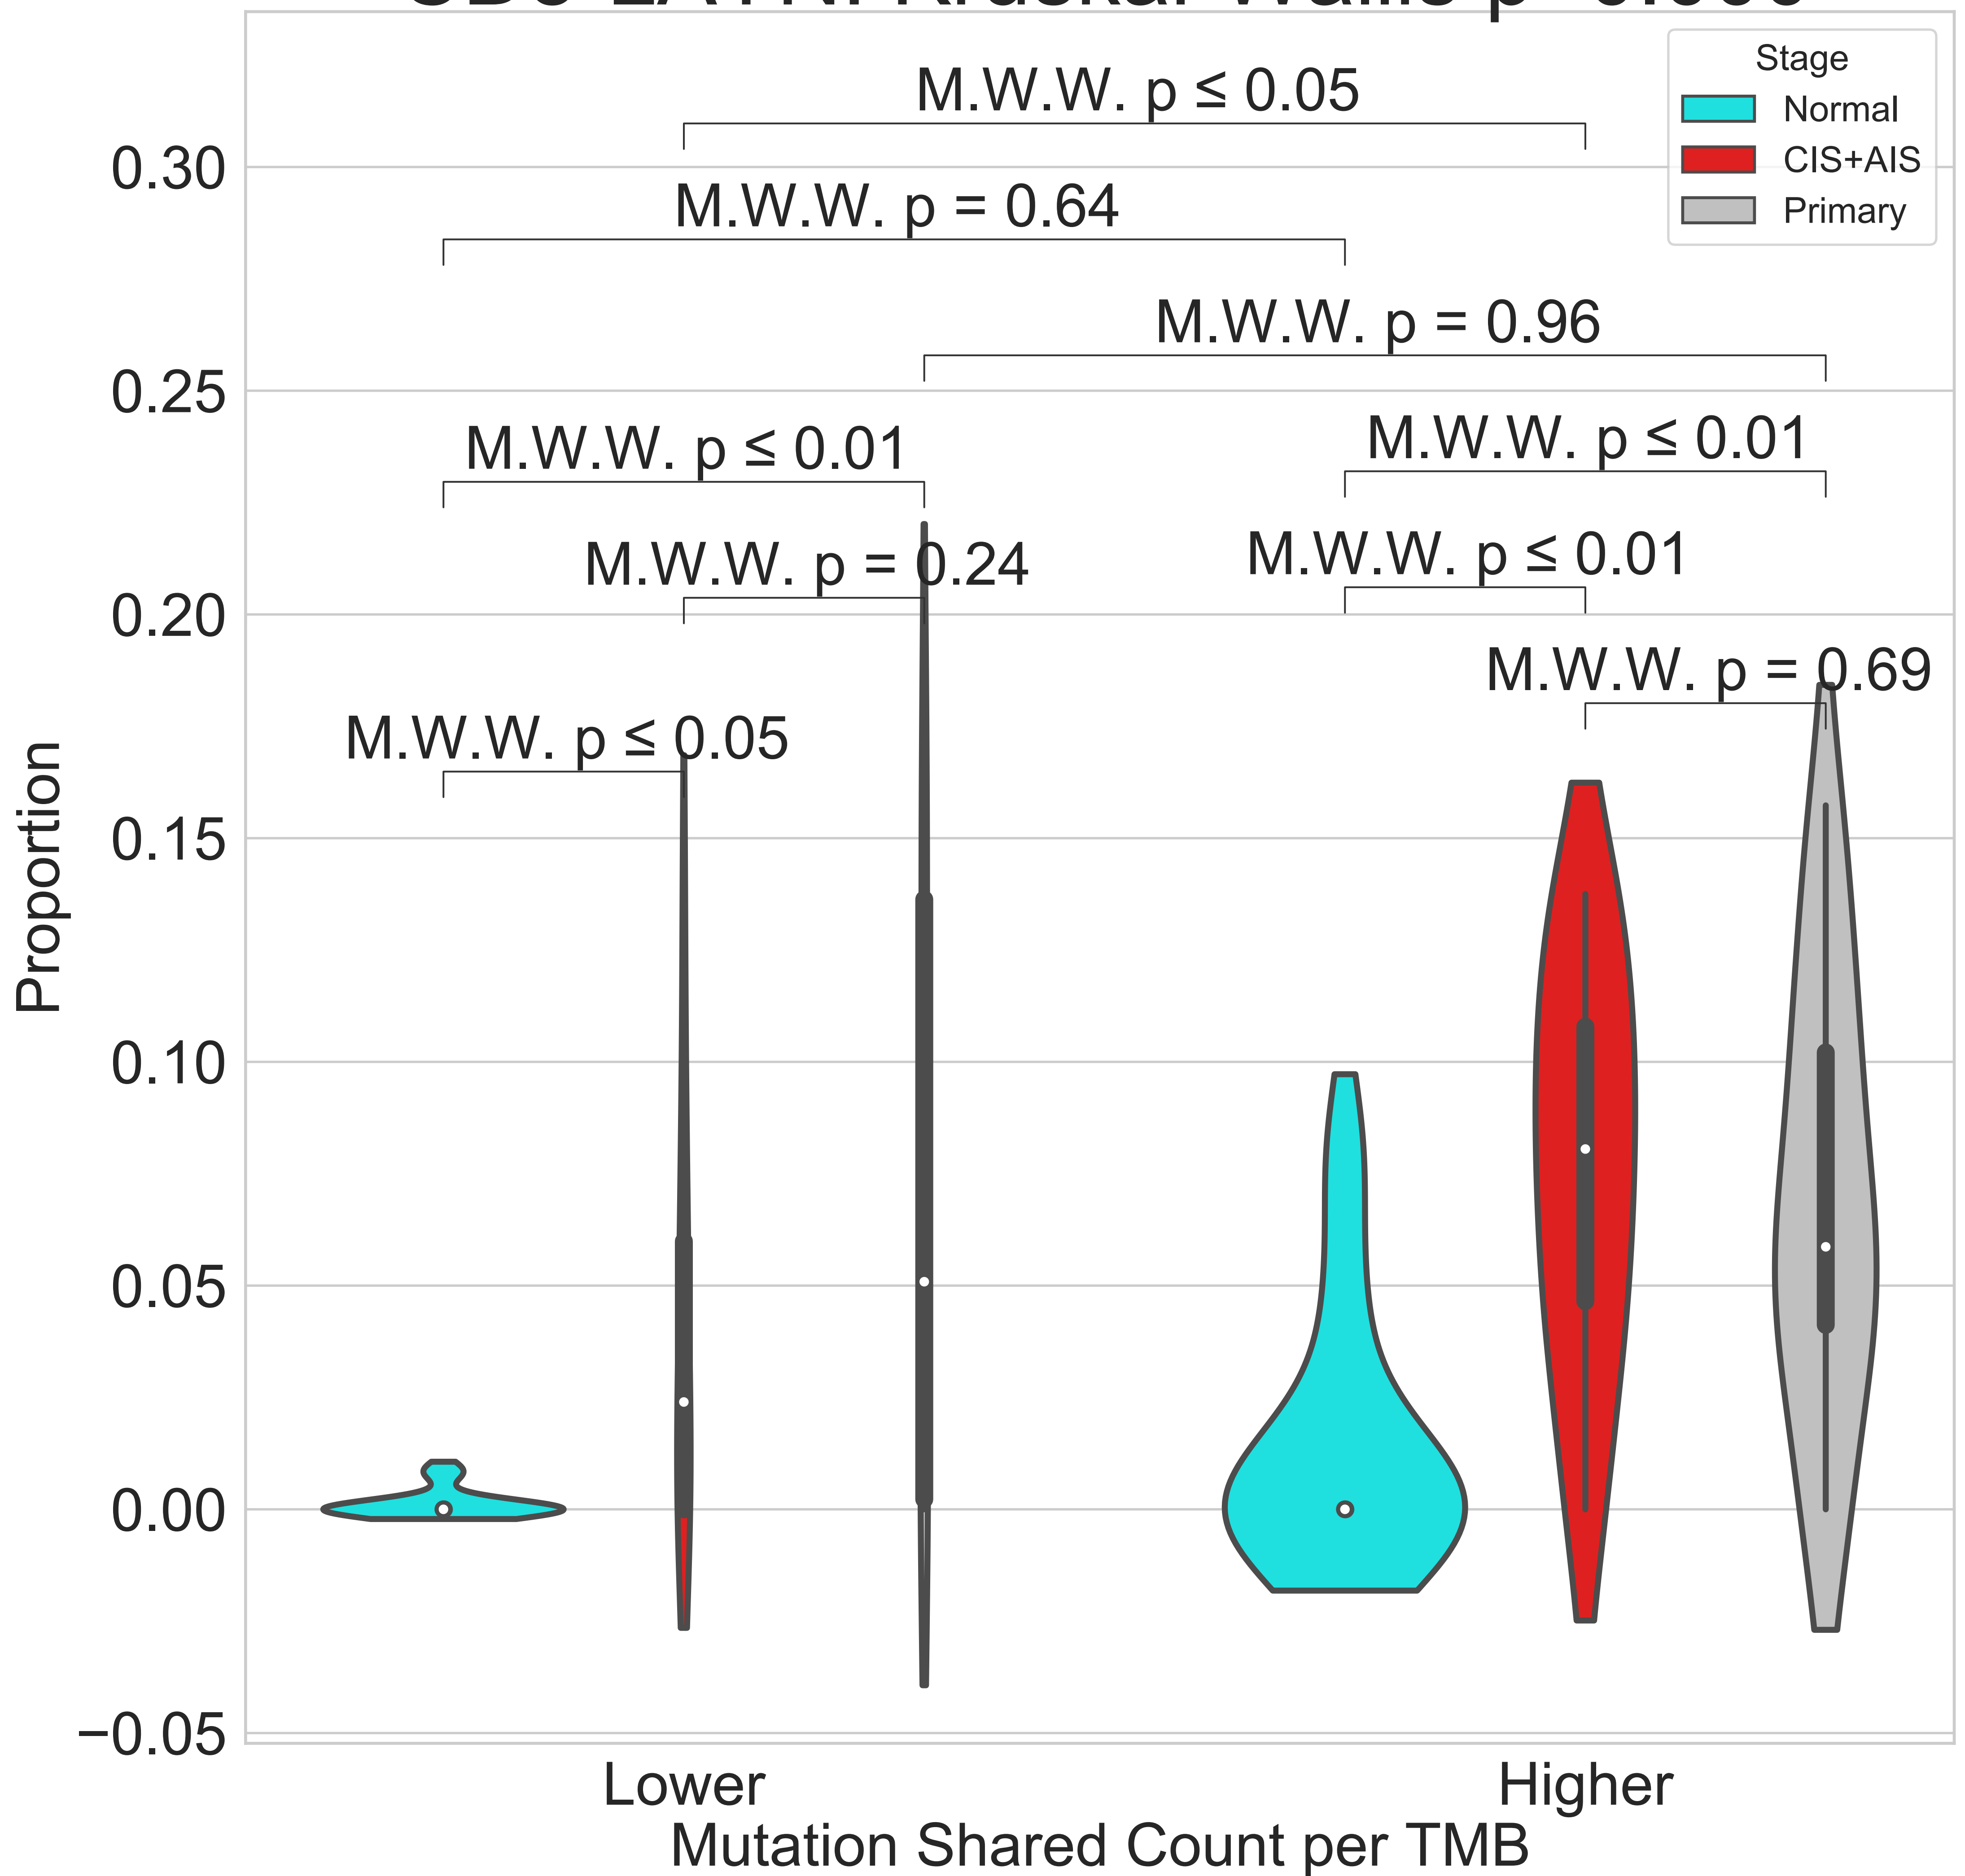 Stage
Normal
CIS+AIS
Primary
M.W.W. p ≤ 0.05
M.W.W. p = 0.64
M.W.W. p = 0.96
M.W.W. p ≤ 0.01
M.W.W. p ≤ 0.01
M.W.W. p = 0.24
M.W.W. p ≤ 0.01
M.W.W. p = 0.69
M.W.W. p ≤ 0.05
0.30
0.25
0.20
0.15
0.10
0.05
0.00
−0.05
Proportion
Lower
Higher
Mutation Shared Count per TMB